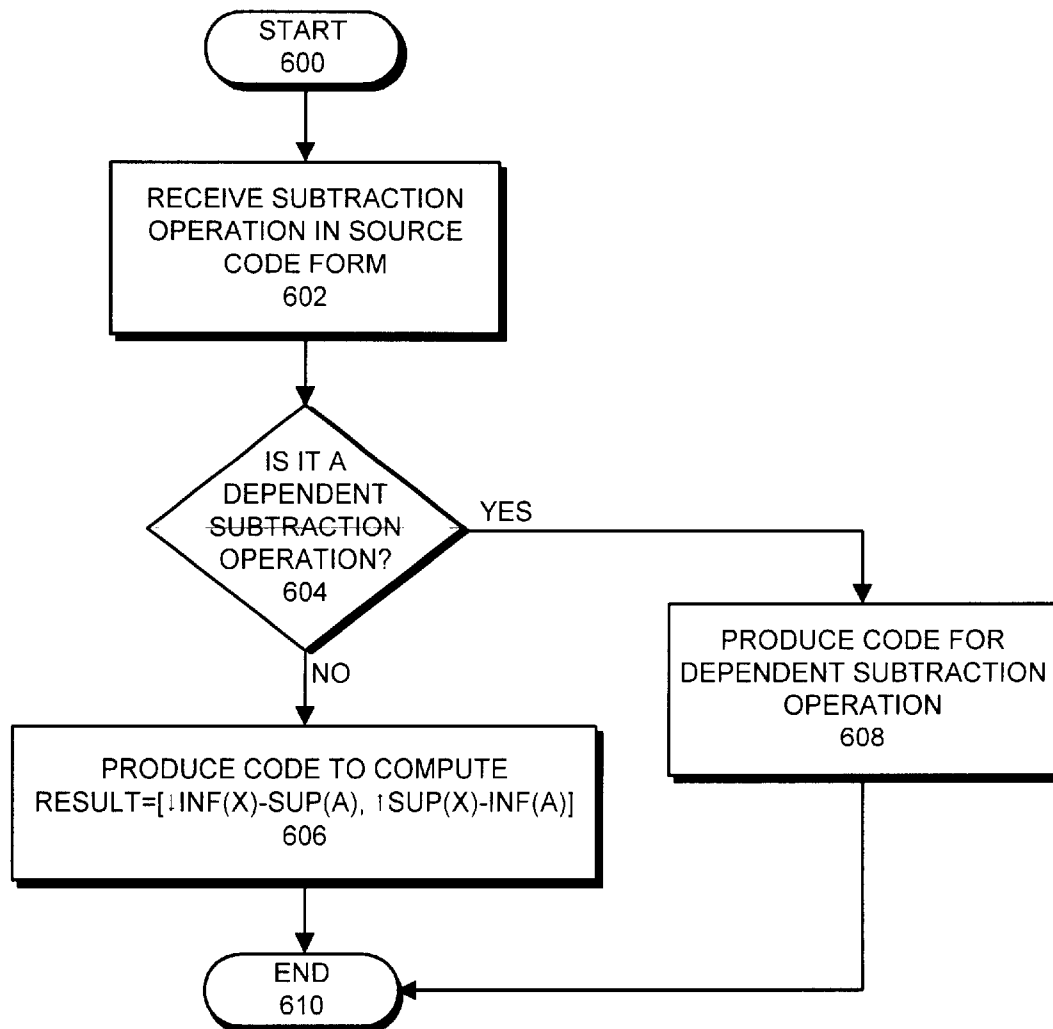 START
600
RECEIVE SUBTRACTION
OPERATION IN SOURCE
CODE FORM
602
IS IT A
DEPENDENT
SUBTRACTION
OPERATION?
604
YES
NO
PRODUCE CODE FOR
DEPENDENT SUBTRACTION
OPERATION
608
PRODUCE CODE TO COMPUTE
RESULT=[↓INF(X)-SUP(A), ↑SUP(X)-INF(A)]
606
END
610